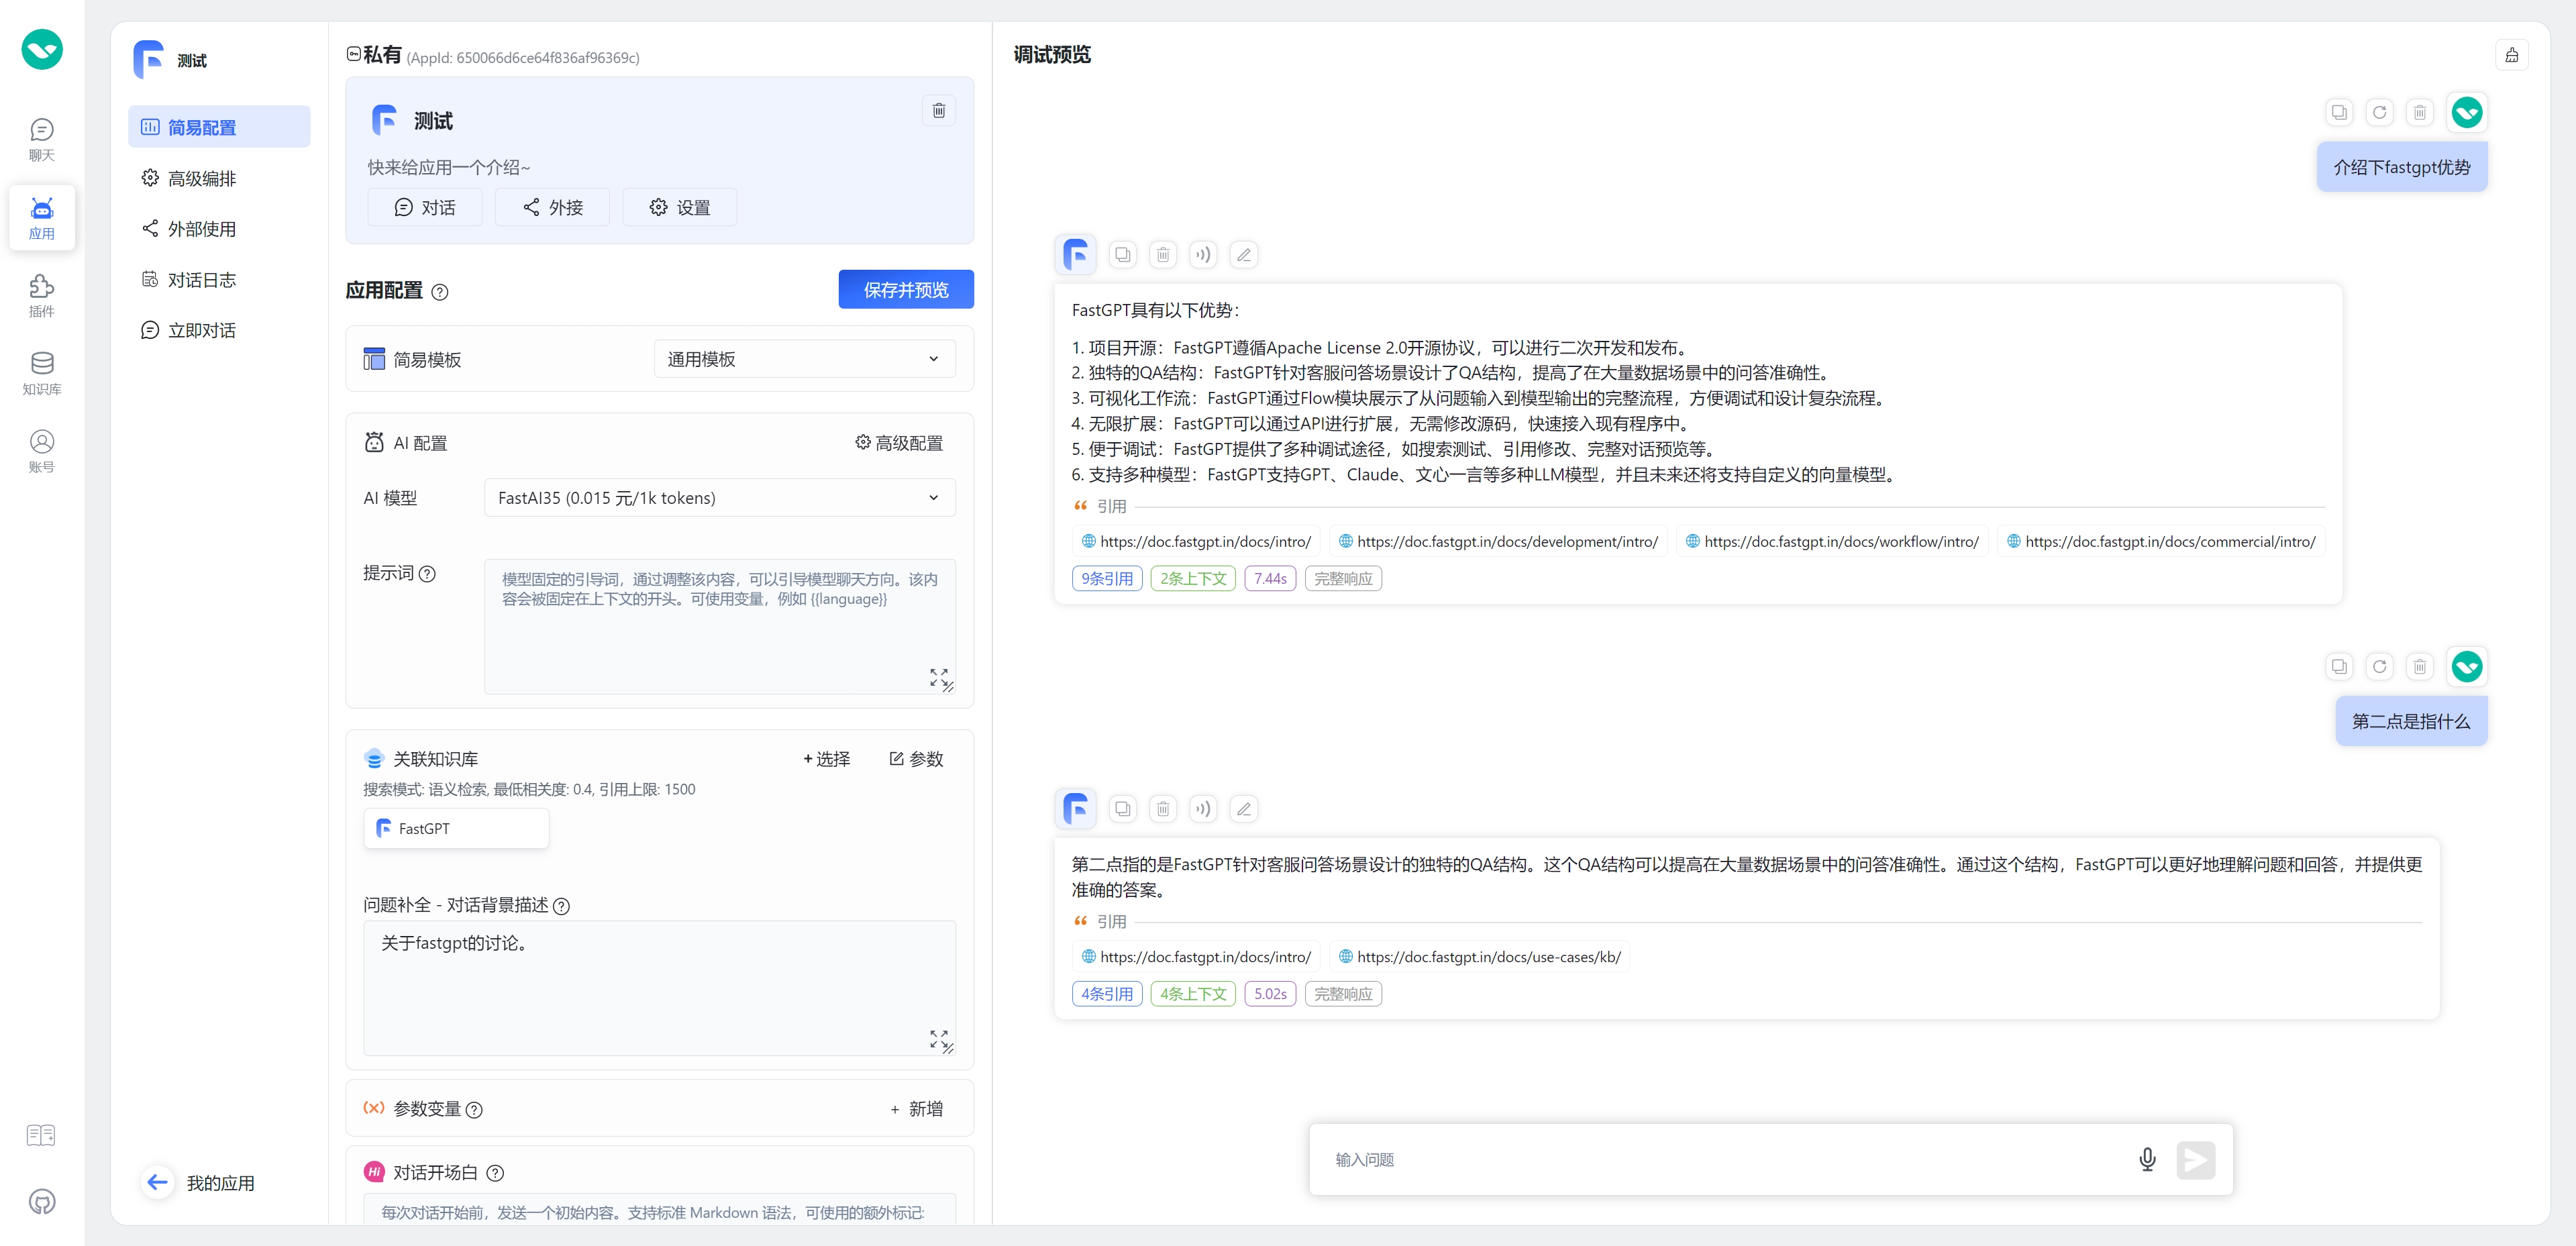 聊天
应用
插件
知识库
账号
测试
简易配置
高级编排
外部使用
对话日志
立即对话
我的应用
私有 (AppId: 650066d6ce64f836af96369c)
测试
快来给应用一个介绍~
对话
外接
设置
应用配置
保存并预览
简易模板
通用模板
AI 配置
高级配置
AI 模型
FastAI35 (0.015 元/1k tokens)
提示词
模型固定的引导词，通过调整该内容，可以引导模型聊天方向。该内
容会被固定在上下文的开头。可使用变量，例如 {{language}}
关联知识库
+选择
参数
搜索模式: 语义检索, 最低相关度: 0.4, 引用上限: 1500
FastGPT
问题补全 - 对话背景描述
关于fastgpt的讨论。
(x) 参数变量
+ 新增
Hi 对话开场白
每次对话开始前，发送一个初始内容。支持标准 Markdown 语法，可使用的额外标记:
调试预览
介绍下fastgpt优势
FastGPT具有以下优势：
1. 项目开源：FastGPT遵循Apache License 2.0开源协议，可以进行二次开发和发布。
2. 独特的QA结构：FastGPT针对客服问答场景设计了QA结构，提高了在大量数据场景中的问答准确性。
3. 可视化工作流：FastGPT通过Flow模块展示了从问题输入到模型输出的完整流程，方便调试和设计复杂流程。
4. 无限扩展：FastGPT可以通过API进行扩展，无需修改源码，快速接入现有程序中。
5. 便于调试：FastGPT提供了多种调试途径，如搜索测试、引用修改、完整对话预览等。
6. 支持多种模型：FastGPT支持GPT、Claude、文心一言等多种LLM模型，并且未来还将支持自定义的向量模型。
引用
https://doc.fastgpt.in/docs/intro/
https://doc.fastgpt.in/docs/development/intro/
https://doc.fastgpt.in/docs/workflow/intro/
https://doc.fastgpt.in/docs/commercial/intro/
9条引用
2条上下文
7.44s
完整响应
第二点是指什么
第二点指的是FastGPT针对客服问答场景设计的独特的QA结构。这个QA结构可以提高在大量数据场景中的问答准确性。通过这个结构，FastGPT可以更好地理解问题和回答，并提供更
准确的答案。
引用
https://doc.fastgpt.in/docs/intro/
https://doc.fastgpt.in/docs/use-cases/kb/
4条引用
4条上下文
5.02s
完整响应
输入问题